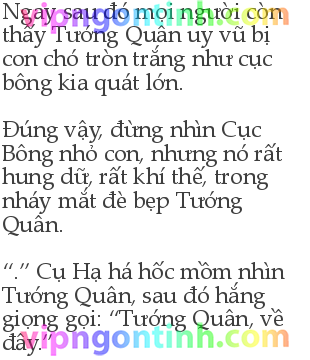 vipngontinh.com
Ngay sau đó mọi người còn
thấy Tướng Quân uy vũ bị
con chó tròn trắng như cục
bông kia quát lớn.
Đúng vậy, đừng nhìn Cục
Bông nhỏ con, nhưng nó rất
hung dữ, rất khí thế, trong
nháy mắt đè bẹp Tướng
Quân.
“.” Cụ Hạ há hốc mồm nhìn
Tướng Quân, sau đó hắng
giọng gọi: “Tướng Quân, về
đây.”
vipngontinh.com